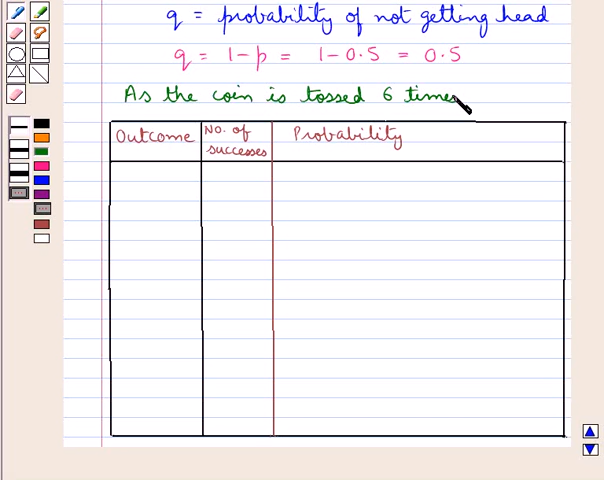 q = probability of not getting head
q = 1-p = 1-0.5 = 0.5
As the coin is tossed 6 times
Outcome No. of successes Probability